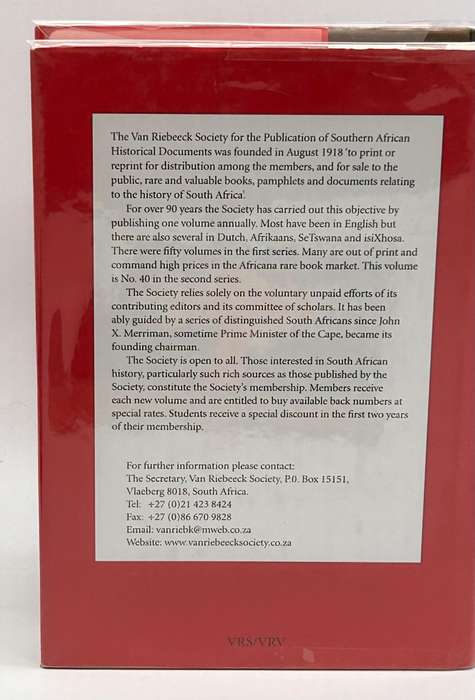 The Van Riebeeck Society for the Publication of Southern African
Historical Documents was founded in August 1918 'to print or
reprint for distribution among the members, and for sale to the
public, rare and valuable books, pamphlets and documents relating
to the history of South Africa'.
For over 90 years the Society has carried out this objective by
publishing one volume annually. Most have been in English but
there are also several in Dutch, Afrikaans, SeTswana and isiXhosa.
There were fifty volumes in the first series. Many are out of print and
command high prices in the Africana rare book market. This volume
is No. 40 in the second series.
The Society relies solely on the voluntary unpaid efforts of its
contributing editors and its committee of scholars. It has been
ably guided by a series of distinguished South Africans since John
X. Merriman, sometime Prime Minister of the Cape, became its
founding chairman.
The Society is open to all. Those interested in South African
history, particularly such rich sources as those published by the
Society, constitute the Society's membership. Members receive
each new volume and are entitled to buy available back numbers at
special rates. Students receive a special discount in the first two years
of their membership.
For further information please contact:
The Secretary, Van Riebeeck Society, P.O. Box 15151,
Vlaeberg 8018, South Africa.
Tel: +27 (0)21 423 8424
Fax: +27 (0)86 670 9828
Email: vanriebk@mweb.co.za
Website: www.vanriebeecksociety.co.za
VRS/VRV